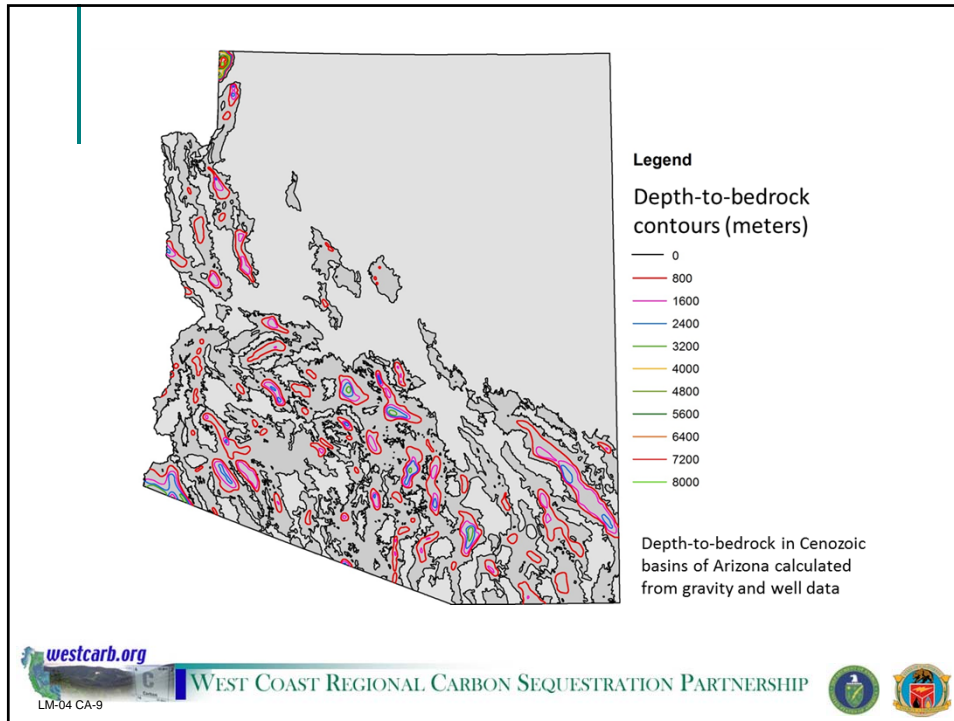 Legend
Depth-to-bedrock
contours (meters)
0
800
1600
2400
3200
4000
4800
5600
6400
7200
8000
Depth-to-bedrock in Cenozoic
basins of Arizona calculated
from gravity and well data
westcarb.org
C
WEST COAST REGIONAL CARBON SEQUESTRATION PARTNERSHIP
LM-04 CA-9